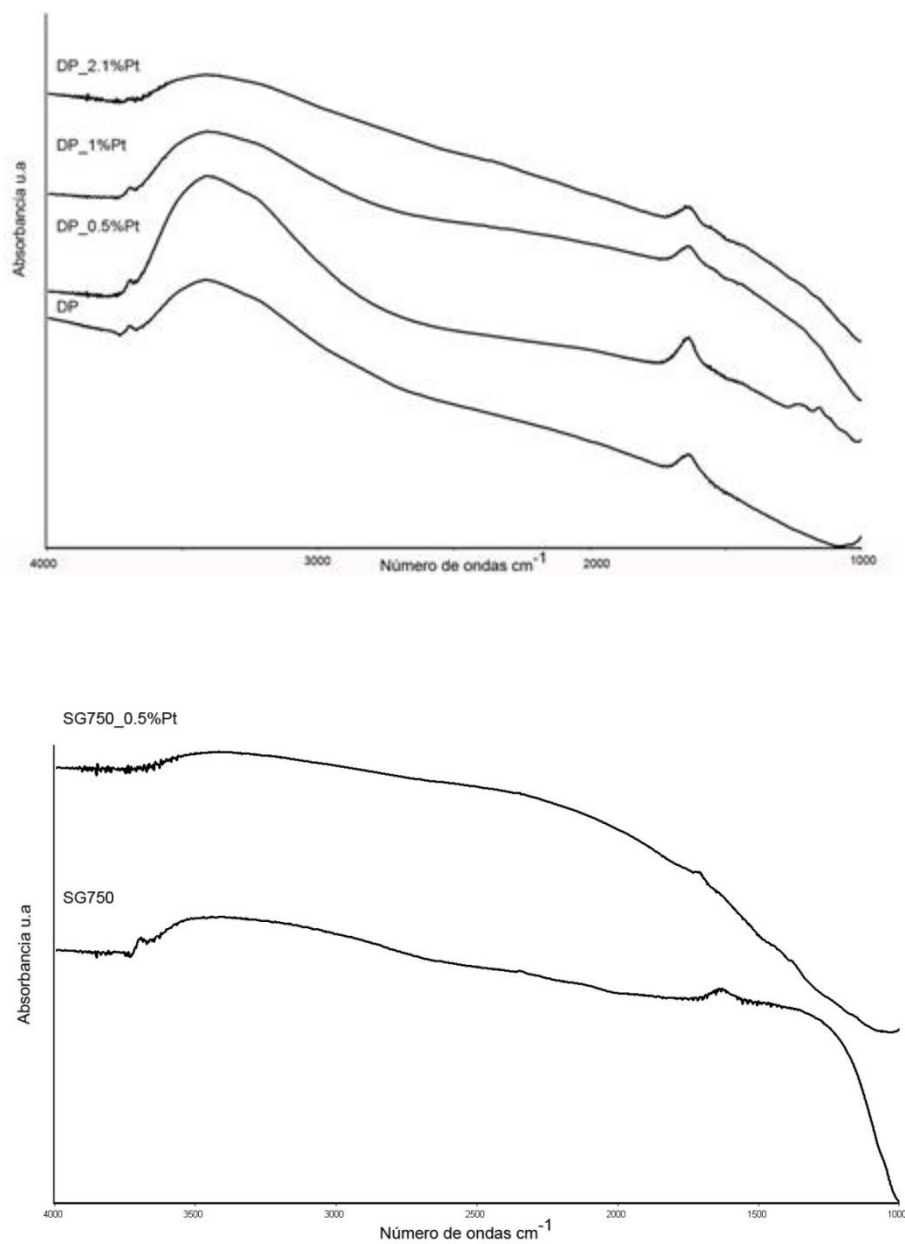 DP_2.1%Pt
DP_1%Pt
DP_0.5%Pt
DP
Absorbancia u.a
4000
3000
2000
1000
Número de ondas cm-1
SG750_0.5%Pt
SG750
Absorbancia u.a
4000
3500
3000
2500
2000
1500
1000
Número de ondas cm-1